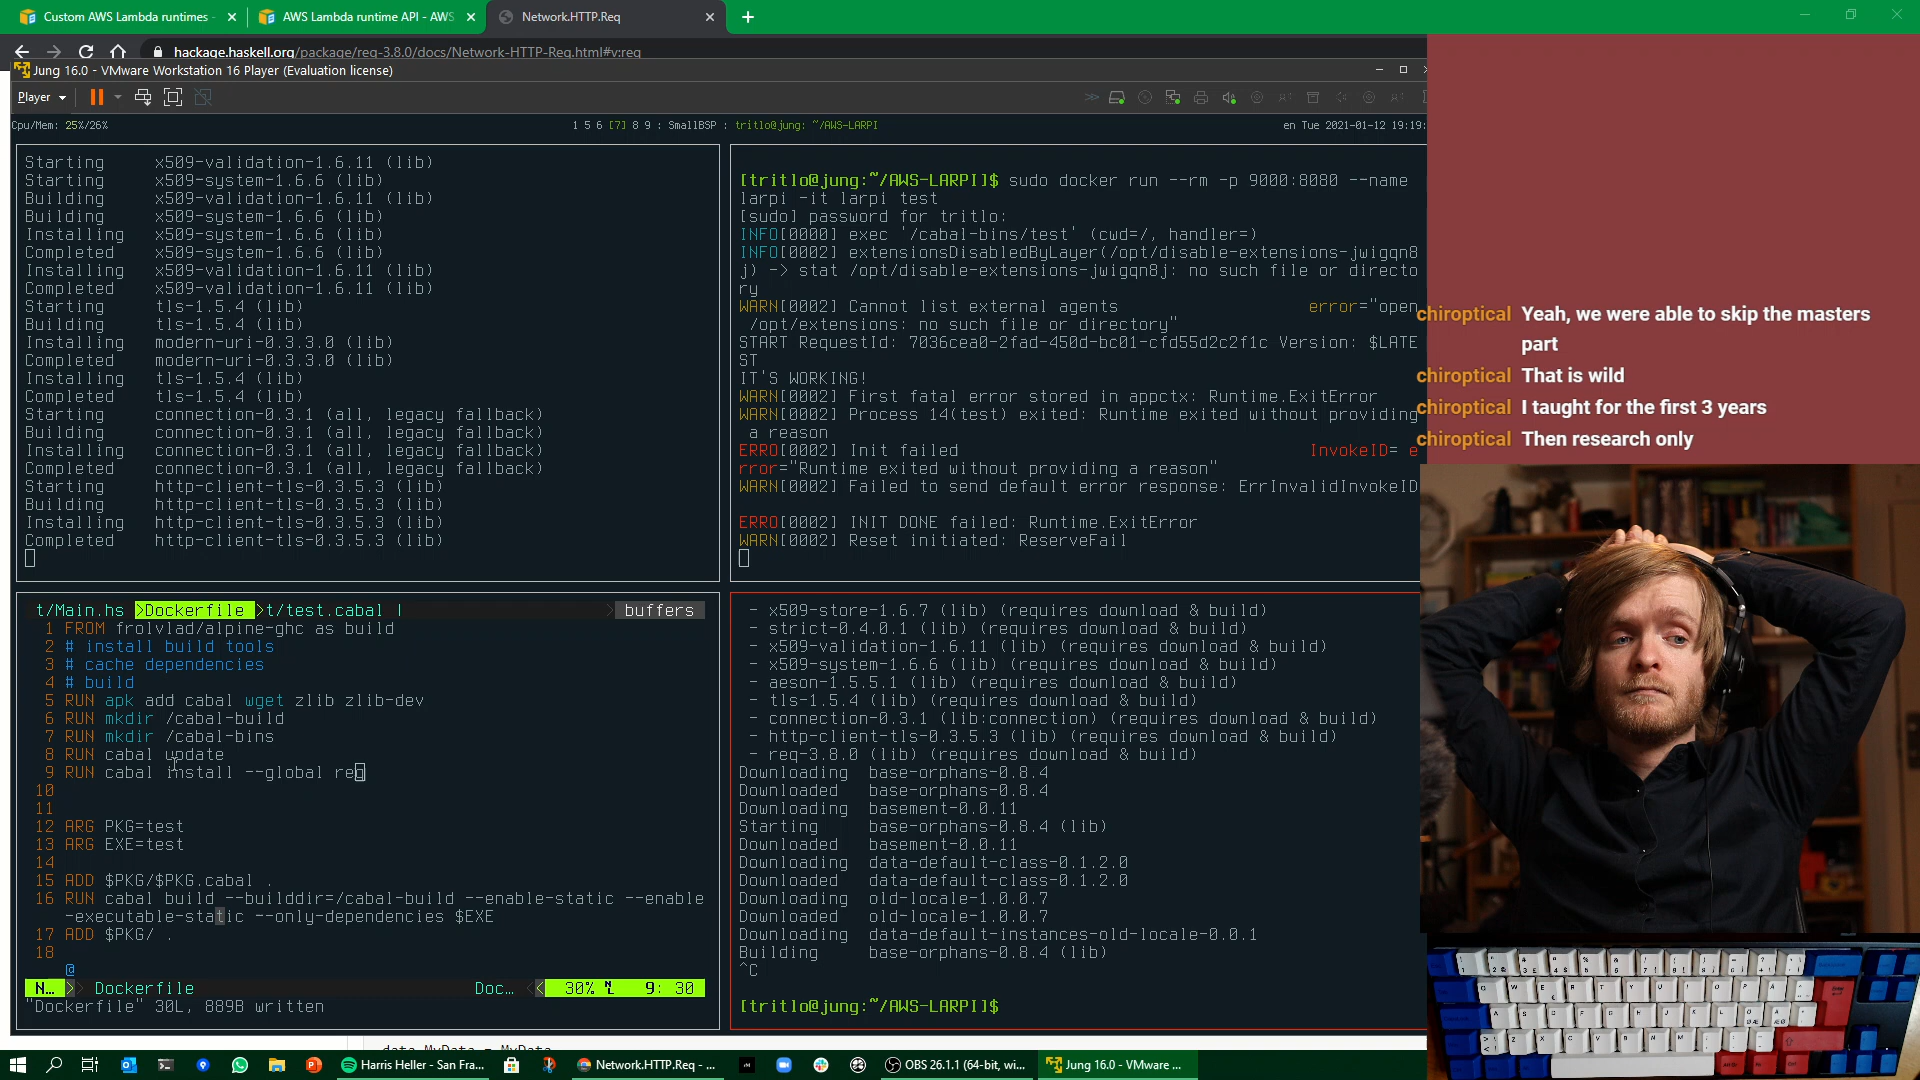 Custom AWS Lambda runtimes -
AWS Lambda runtime API - AWS
Network.HTTP.Req
hackage.haskell.org/package/req-3.8.0/docs/Network-HTTP-Req.html#v:req
Jung 16.0 - VMware Workstation 16 Player (Evaluation license)
Player
Cpu/Mem: 25%/26%
1 5 6 [7] 8 9 : SmallBSP : tritlo@jung: ~/AWS-LARPI
en Tue 2021-01-12 19:19:
Starting x509-validation-1.6.11 (lib)
Starting x509-system-1.6.6 (lib)
Building x509-validation-1.6.11 (lib)
Building x509-system-1.6.6 (lib)
Installing x509-system-1.6.6 (lib)
Completed x509-system-1.6.6 (lib)
Installing x509-validation-1.6.11 (lib)
Completed x509-validation-1.6.11 (lib)
Starting tls-1.5.4 (lib)
Building tls-1.5.4 (lib)
Installing modern-uri-0.3.3.0 (lib)
Completed modern-uri-0.3.3.0 (lib)
Installing tls-1.5.4 (lib)
Completed tls-1.5.4 (lib)
Starting connection-0.3.1 (all, legacy fallback)
Building connection-0.3.1 (all, legacy fallback)
Installing connection-0.3.1 (all, legacy fallback)
Completed connection-0.3.1 (all, legacy fallback)
Starting http-client-tls-0.3.5.3 (lib)
Building http-client-tls-0.3.5.3 (lib)
Installing http-client-tls-0.3.5.3 (lib)
Completed http-client-tls-0.3.5.3 (lib)
[tritlo@jung:~/AWS-LARPI]$ sudo docker run --rm -p 9000:8080 --name
larpi -it larpi test
[sudo] password for tritlo:
INFO[0000] exec '/cabal-bins/test' (cwd=/, handler=)
INFO[0002] extensionsDisabledByLayer(/opt/disable-extensions-jwigqn8
j) -> stat /opt/disable-extensions-jwigqn8j: no such file or directo
ry
WARN[0002] Cannot list external agents error="open
/opt/extensions: no such file or directory"
START RequestId: 7036cea0-2fad-450d-bc01-cfd55d2c2f1c Version: $LATE
ST
IT'S WORKING!
WARN[0002] First fatal error stored in appctx: Runtime.ExitError
WARN[0002] Process 14(test) exited: Runtime exited without providing
a reason
ERRO[0002] Init failed InvokeID= e
rror="Runtime exited without providing a reason"
WARN[0002] Failed to send default error response: ErrInvalidInvokeID
ERRO[0002] INIT DONE failed: Runtime.ExitError
WARN[0002] Reset initiated: ReserveFail
t/Main.hs >Dockerfile >t/test.cabal | buffers
1 FROM frolvlad/alpine-ghc as build
2 # install build tools
3 # cache dependencies
4 # build
5 RUN apk add cabal wget zlib zlib-dev
6 RUN mkdir /cabal-build
7 RUN mkdir /cabal-bins
8 RUN cabal update
9 RUN cabal install --global req
10
11
12 ARG PKG=test
13 ARG EXE=test
14
15 ADD $PKG/$PKG.cabal .
16 RUN cabal build --builddir=/cabal-build --enable-static --enable
-executable-static --only-dependencies $EXE
17 ADD $PKG/ .
18
@
N... > Dockerfile Doc... < 30% 9: 30
"Dockerfile" 30L, 889B written
- x509-store-1.6.7 (lib) (requires download & build)
- strict-0.4.0.1 (lib) (requires download & build)
- x509-validation-1.6.11 (lib) (requires download & build)
- x509-system-1.6.6 (lib) (requires download & build)
- aeson-1.5.5.1 (lib) (requires download & build)
- tls-1.5.4 (lib) (requires download & build)
- connection-0.3.1 (lib:connection) (requires download & build)
- http-client-tls-0.3.5.3 (lib) (requires download & build)
- req-3.8.0 (lib) (requires download & build)
Downloading base-orphans-0.8.4
Downloaded base-orphans-0.8.4
Downloading basement-0.0.11
Starting base-orphans-0.8.4 (lib)
Downloaded basement-0.0.11
Downloading data-default-class-0.1.2.0
Downloaded data-default-class-0.1.2.0
Downloading old-locale-1.0.0.7
Downloaded old-locale-1.0.0.7
Downloading data-default-instances-old-locale-0.0.1
Building base-orphans-0.8.4 (lib)
^C
[tritlo@jung:~/AWS-LARPI]$
chiroptical Yeah, we were able to skip the masters
part
chiroptical That is wild
chiroptical I taught for the first 3 years
chiroptical Then research only
Harris Heller - San Fra...
Network.HTTP.Req - ...
OBS 26.1.1 (64-bit, wi...
Jung 16.0 - VMware ...